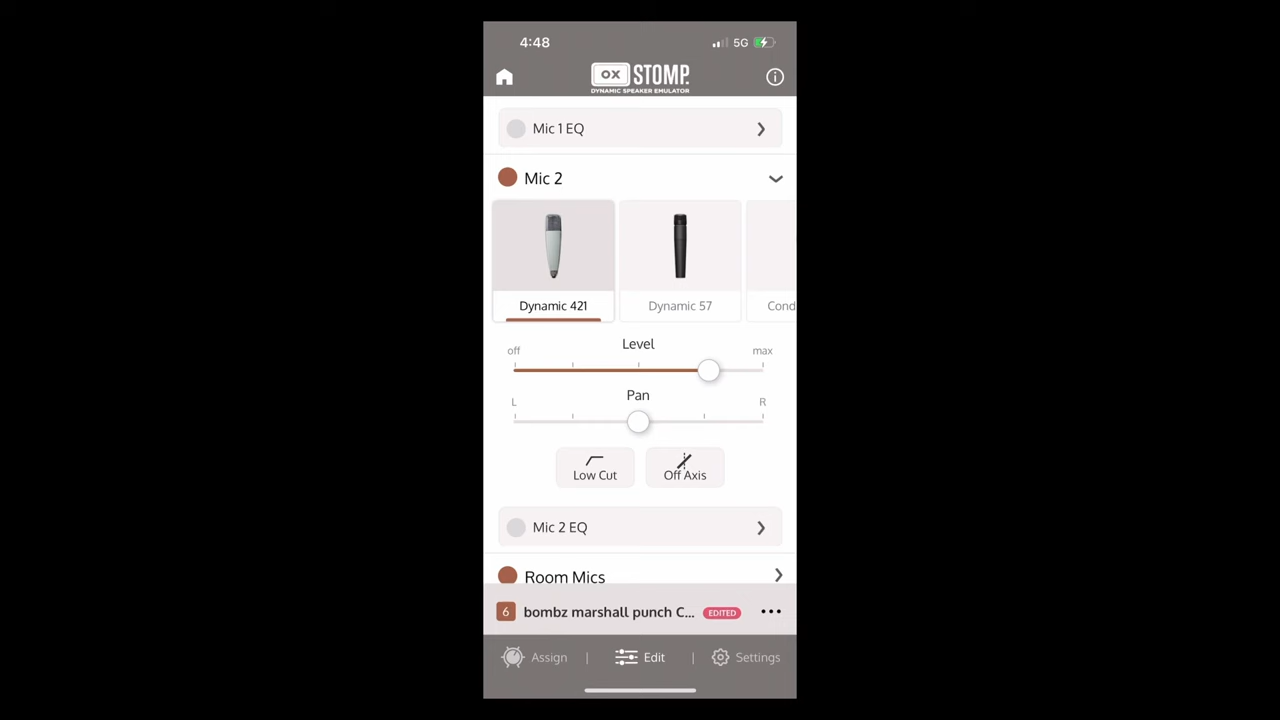 4:48
5G
OX STOMP
DYNAMIC SPEAKER EMULATOR
Mic 1 EQ
Mic 2
Dynamic 421
Dynamic 57
Cond
Level
off
max
Pan
L
R
Low Cut
Off Axis
Mic 2 EQ
Room Mics
6 bombz marshall punch C... EDITED
Assign | Edit | Settings